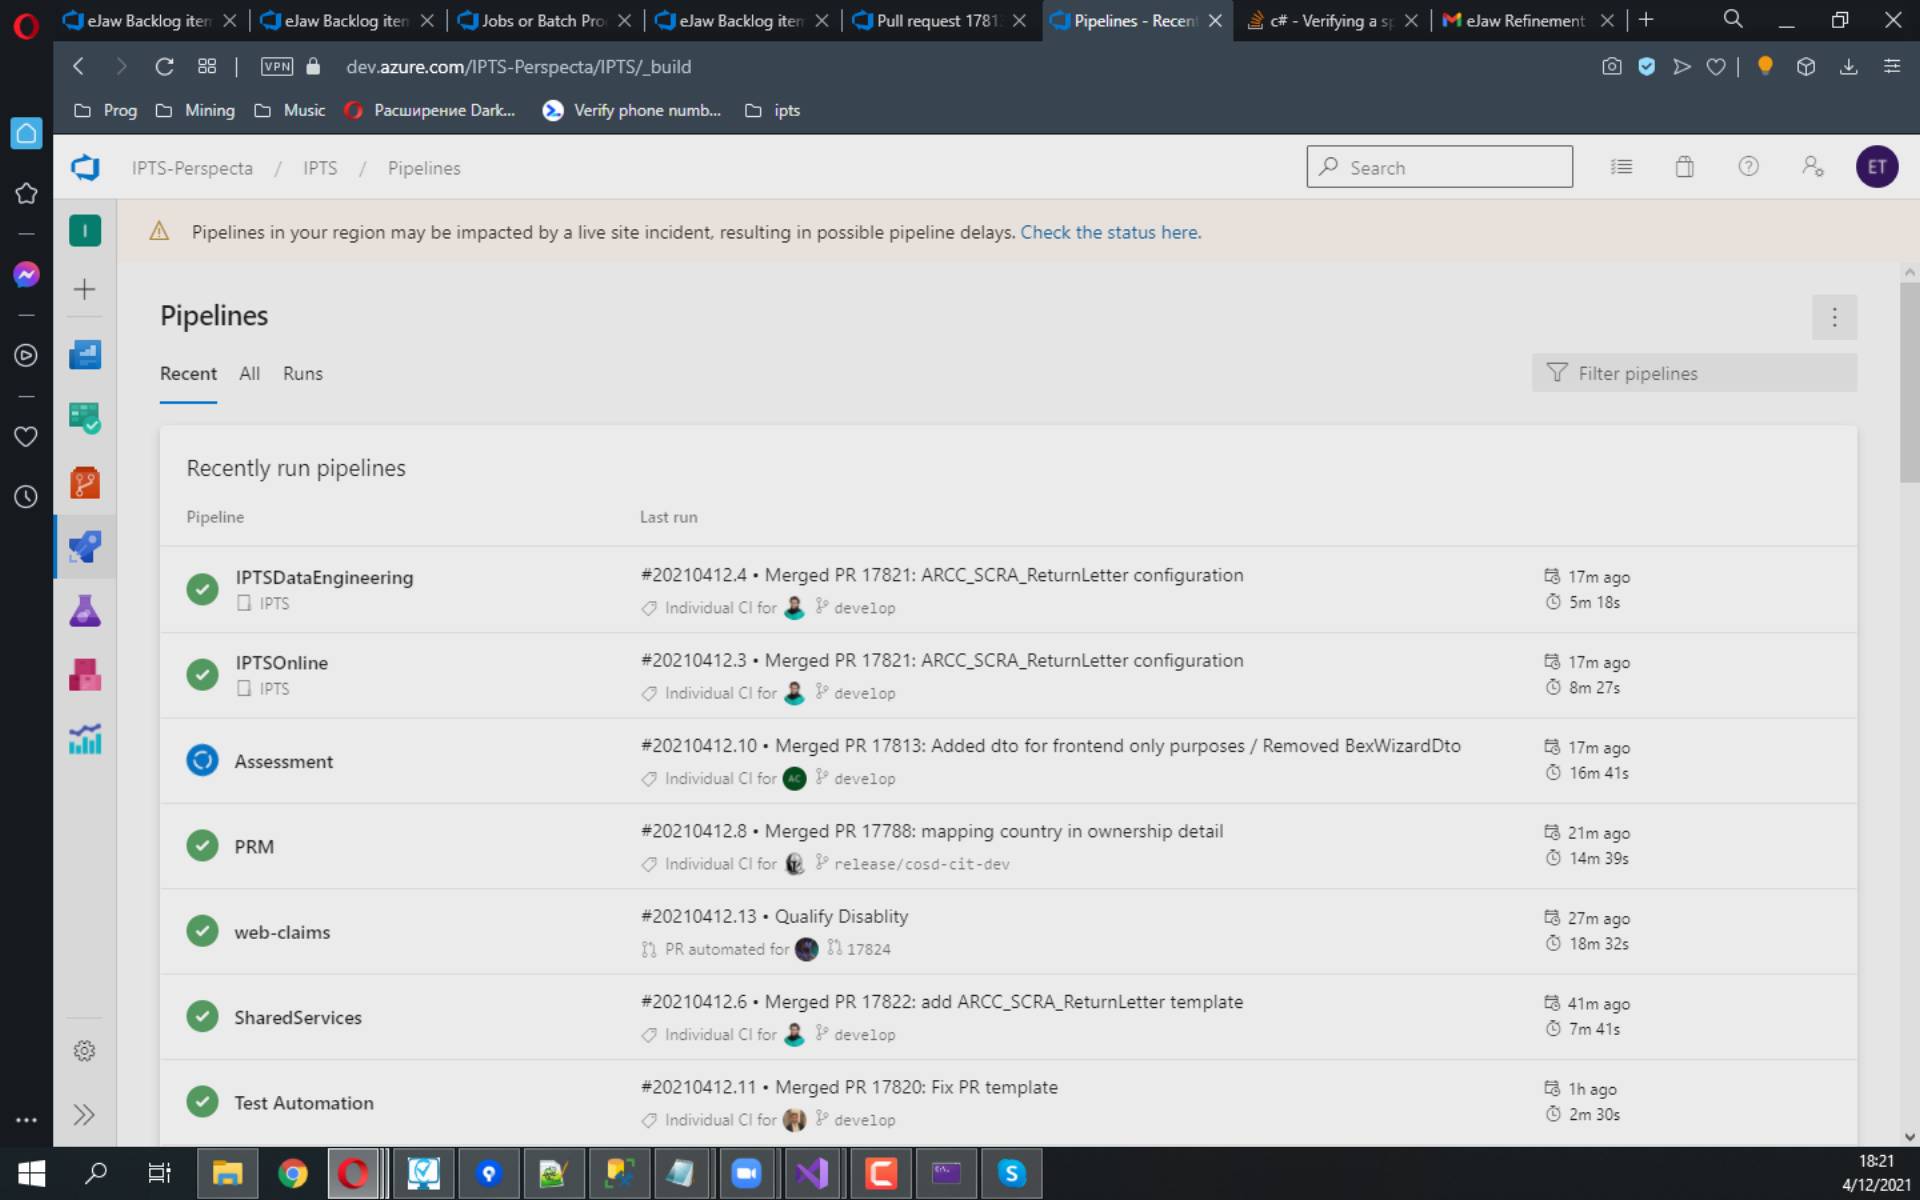 eJaw Backlog iten
eJaw Backlog iten
Jobs or Batch Pro
eJaw Backlog iten
Pull request 1781
Pipelines - Recent
c# - Verifying a sp
eJaw Refinement
VPN
dev.azure.com/IPTS-Perspecta/IPTS/_build
Prog
Mining
Music
Расширение Dark...
Verify phone numb...
ipts
IPTS-Perspecta / IPTS / Pipelines
Search
ET
I
Pipelines in your region may be impacted by a live site incident, resulting in possible pipeline delays. Check the status here.
Pipelines
Recent All Runs
Filter pipelines
Recently run pipelines
Pipeline Last run
IPTSDataEngineering
IPTS
#20210412.4 • Merged PR 17821: ARCC_SCRA_ReturnLetter configuration
Individual CI for develop
17m ago
5m 18s
IPTSOnline
IPTS
#20210412.3 • Merged PR 17821: ARCC_SCRA_ReturnLetter configuration
Individual CI for develop
17m ago
8m 27s
Assessment
#20210412.10 • Merged PR 17813: Added dto for frontend only purposes / Removed BexWizardDto
Individual CI for AC develop
17m ago
16m 41s
PRM
#20210412.8 • Merged PR 17788: mapping country in ownership detail
Individual CI for release/cosd-cit-dev
21m ago
14m 39s
web-claims
#20210412.13 • Qualify Disablity
PR automated for 17824
27m ago
18m 32s
SharedServices
#20210412.6 • Merged PR 17822: add ARCC_SCRA_ReturnLetter template
Individual CI for develop
41m ago
7m 41s
Test Automation
#20210412.11 • Merged PR 17820: Fix PR template
Individual CI for develop
1h ago
2m 30s
18:21
4/12/2021